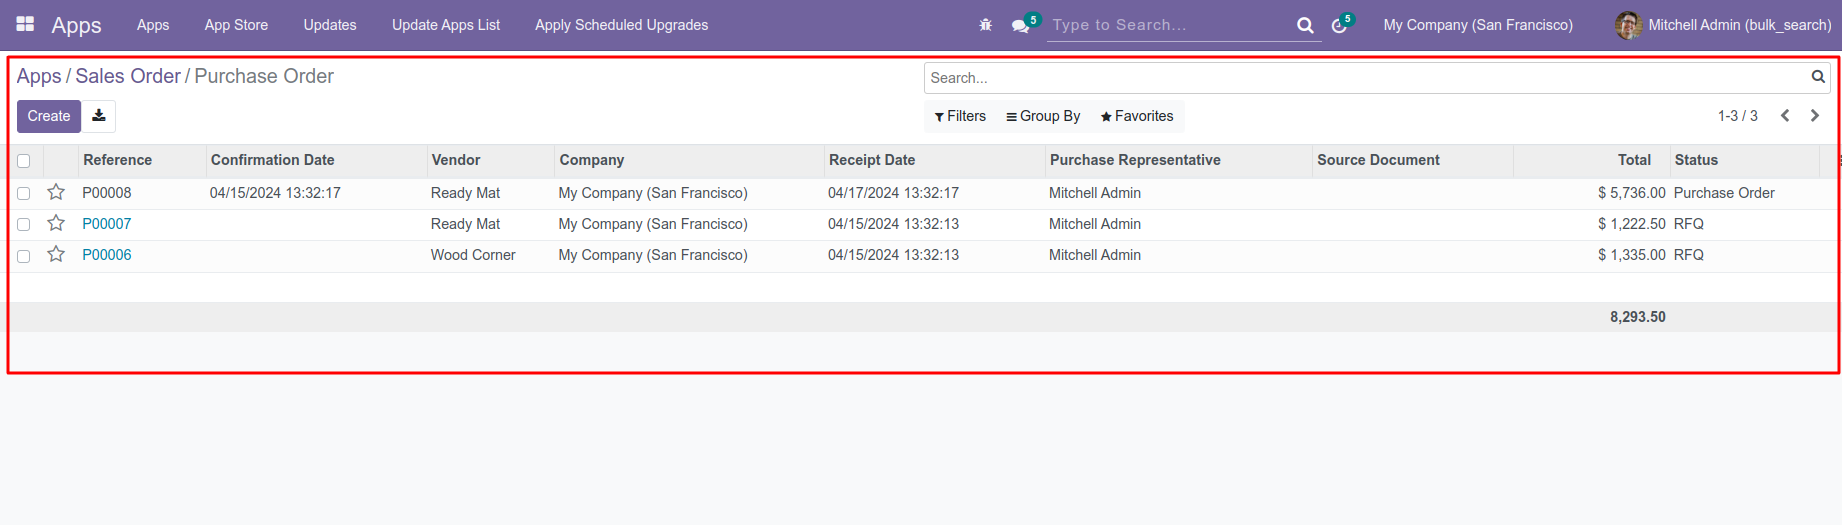 Apps Apps App Store Updates Update Apps List Apply Scheduled Upgrades 5 Type to Search... 5 My Company (San Francisco) Mitchell Admin (bulk_search)
Apps / Sales Order / Purchase Order Search...
Create Filters Group By Favorites 1-3 / 3
Reference Confirmation Date Vendor Company Receipt Date Purchase Representative Source Document Total Status
P00008 04/15/2024 13:32:17 Ready Mat My Company (San Francisco) 04/17/2024 13:32:17 Mitchell Admin $ 5,736.00 Purchase Order
P00007 Ready Mat My Company (San Francisco) 04/15/2024 13:32:13 Mitchell Admin $ 1,222.50 RFQ
P00006 Wood Corner My Company (San Francisco) 04/15/2024 13:32:13 Mitchell Admin $ 1,335.00 RFQ
8,293.50